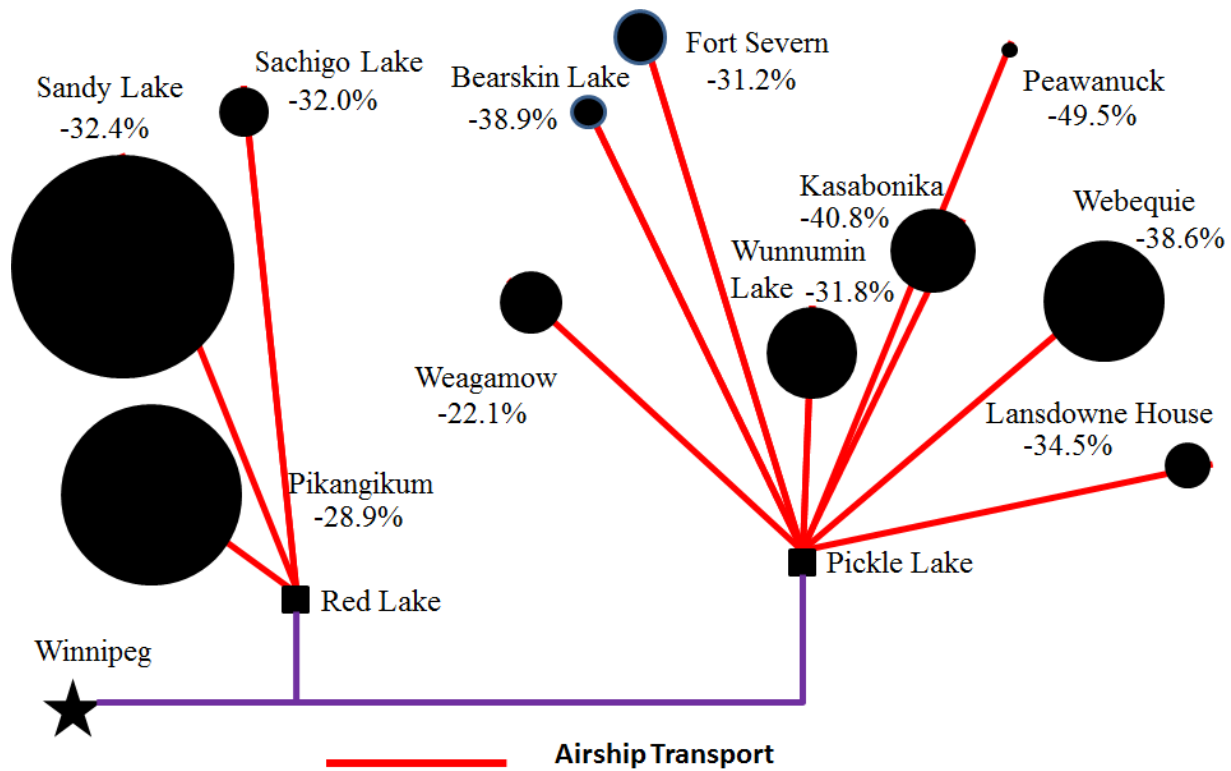 Sandy Lake
-32.4%
Sachigo Lake
-32.0%
Bearskin Lake
-38.9%
Fort Severn
-31.2%
Peawanuck
-49.5%
Kasabonika
-40.8%
Webequie
-38.6%
Wunnumin
Lake -31.8%
Weagamow
-22.1%
Lansdowne House
-34.5%
Pikangikum
-28.9%
Pickle Lake
Red Lake
Winnipeg
Airship Transport